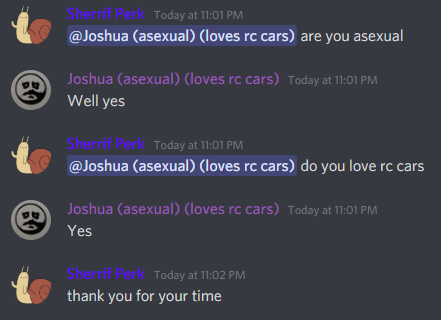 Sherrif Perk Today at 11:01 PM
@Joshua (asexual) (loves rc cars) are you asexual
Joshua (asexual) (loves rc cars) Today at 11:01 PM
Well yes
Sherrif Perk Today at 11:01 PM
@Joshua (asexual) (loves rc cars) do you love rc cars
Joshua (asexual) (loves rc cars) Today at 11:01 PM
Yes
Sherrif Perk Today at 11:02 PM
thank you for your time